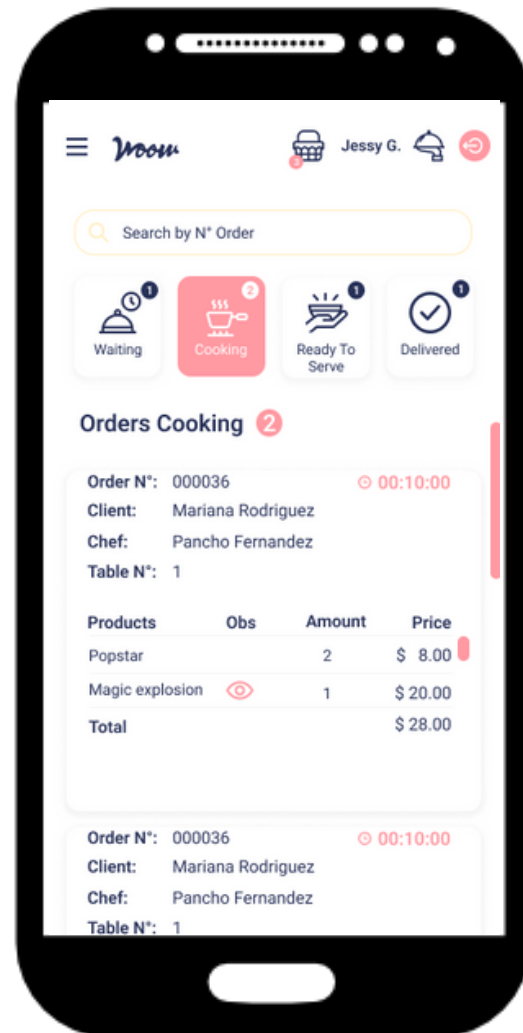 Woow
3
Jessy G.
Search by N° Order
1 2 1 1
Waiting Cooking Ready To Delivered
Serve
Orders Cooking 2
Order N°: 000036 00:10:00
Client: Mariana Rodriguez
Chef: Pancho Fernandez
Table N°: 1
Products Obs Amount Price
Popstar 2 $ 8.00
Magic explosion 1 $ 20.00
Total $ 28.00
Order N°: 000036 00:10:00
Client: Mariana Rodriguez
Chef: Pancho Fernandez
Table N°: 1